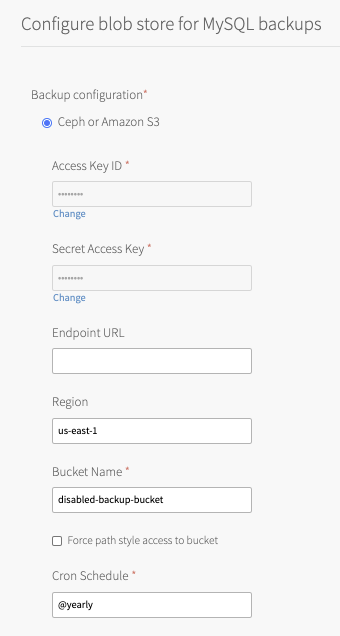 Configure blob store for MySQL backups
Backup configuration*
Ceph or Amazon S3
Access Key ID *
••••••••
Change
Secret Access Key *
••••••••
Change
Endpoint URL
Region
us-east-1
Bucket Name *
disabled-backup-bucket
Force path style access to bucket
Cron Schedule *
@yearly